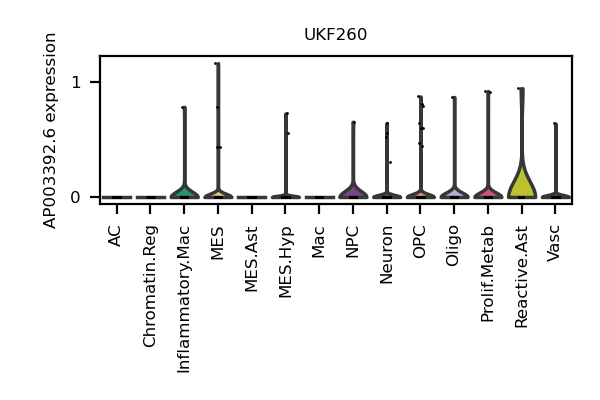 UKF260
AP003392.6 expression
1
0
AC
Chromatin.Reg
Inflammatory.Mac
MES
MES.Ast
MES.Hyp
Mac
NPC
Neuron
OPC
Oligo
Prolif.Metab
Reactive.Ast
Vasc